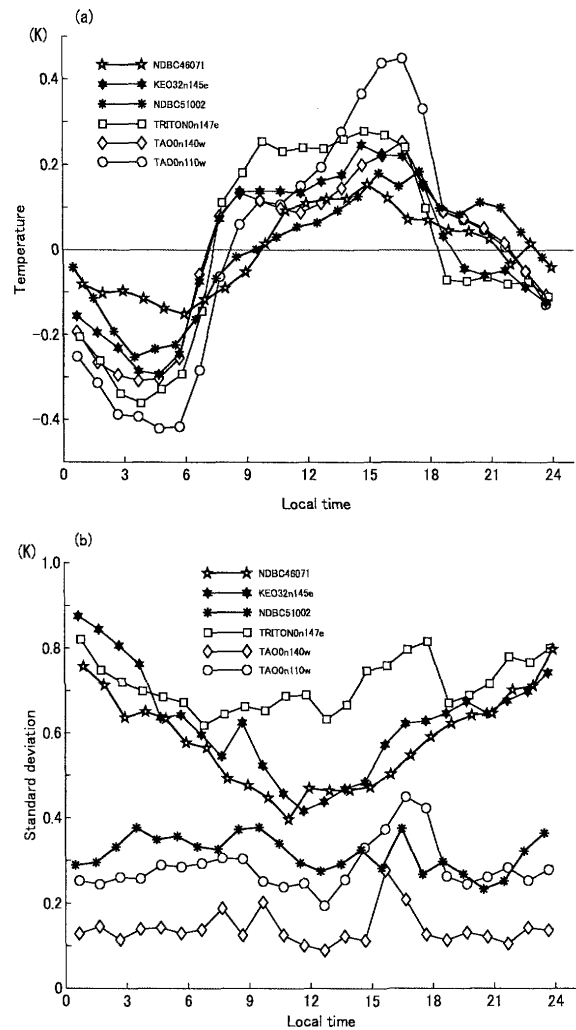 (a)
(K)
0.4
0.2
0
-0.2
-0.4
Temperature
NDBC46071
KEO32n145e
NDBC51002
TRITON0n147e
TAO0n140w
TAO0n110w
0 3 6 9 12 15 18 21 24
Local time
(b)
(K)
1.0
0.8
0.6
0.4
0.2
0
Standard deviation
NDBC46071
KEO32n145e
NDBC51002
TRITON0n147e
TAO0n140w
TAO0n110w
0 3 6 9 12 15 18 21 24
Local time